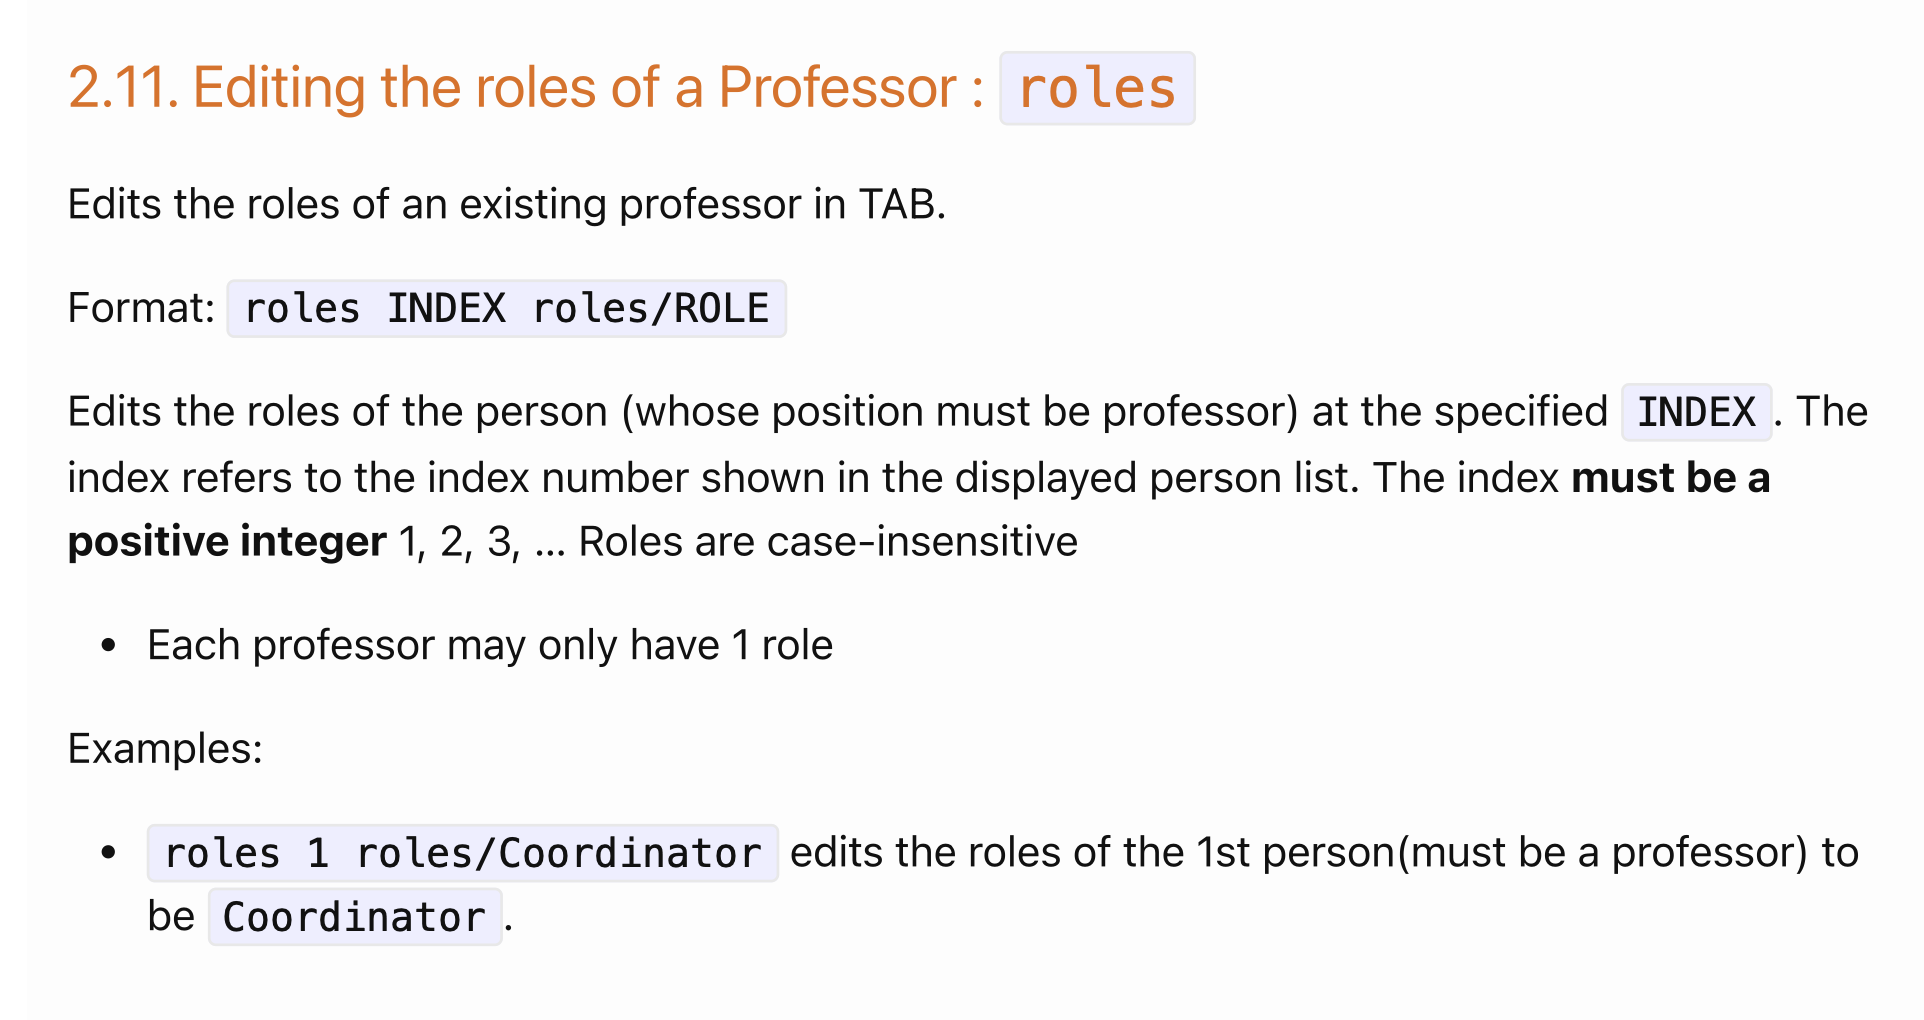 2.11. Editing the roles of a Professor : roles
Edits the roles of an existing professor in TAB.
Format: roles INDEX roles/ROLE
Edits the roles of the person (whose position must be professor) at the specified INDEX. The
index refers to the index number shown in the displayed person list. The index must be a
positive integer 1, 2, 3, … Roles are case-insensitive
• Each professor may only have 1 role
Examples:
• roles 1 roles/Coordinator edits the roles of the 1st person(must be a professor) to
be Coordinator.